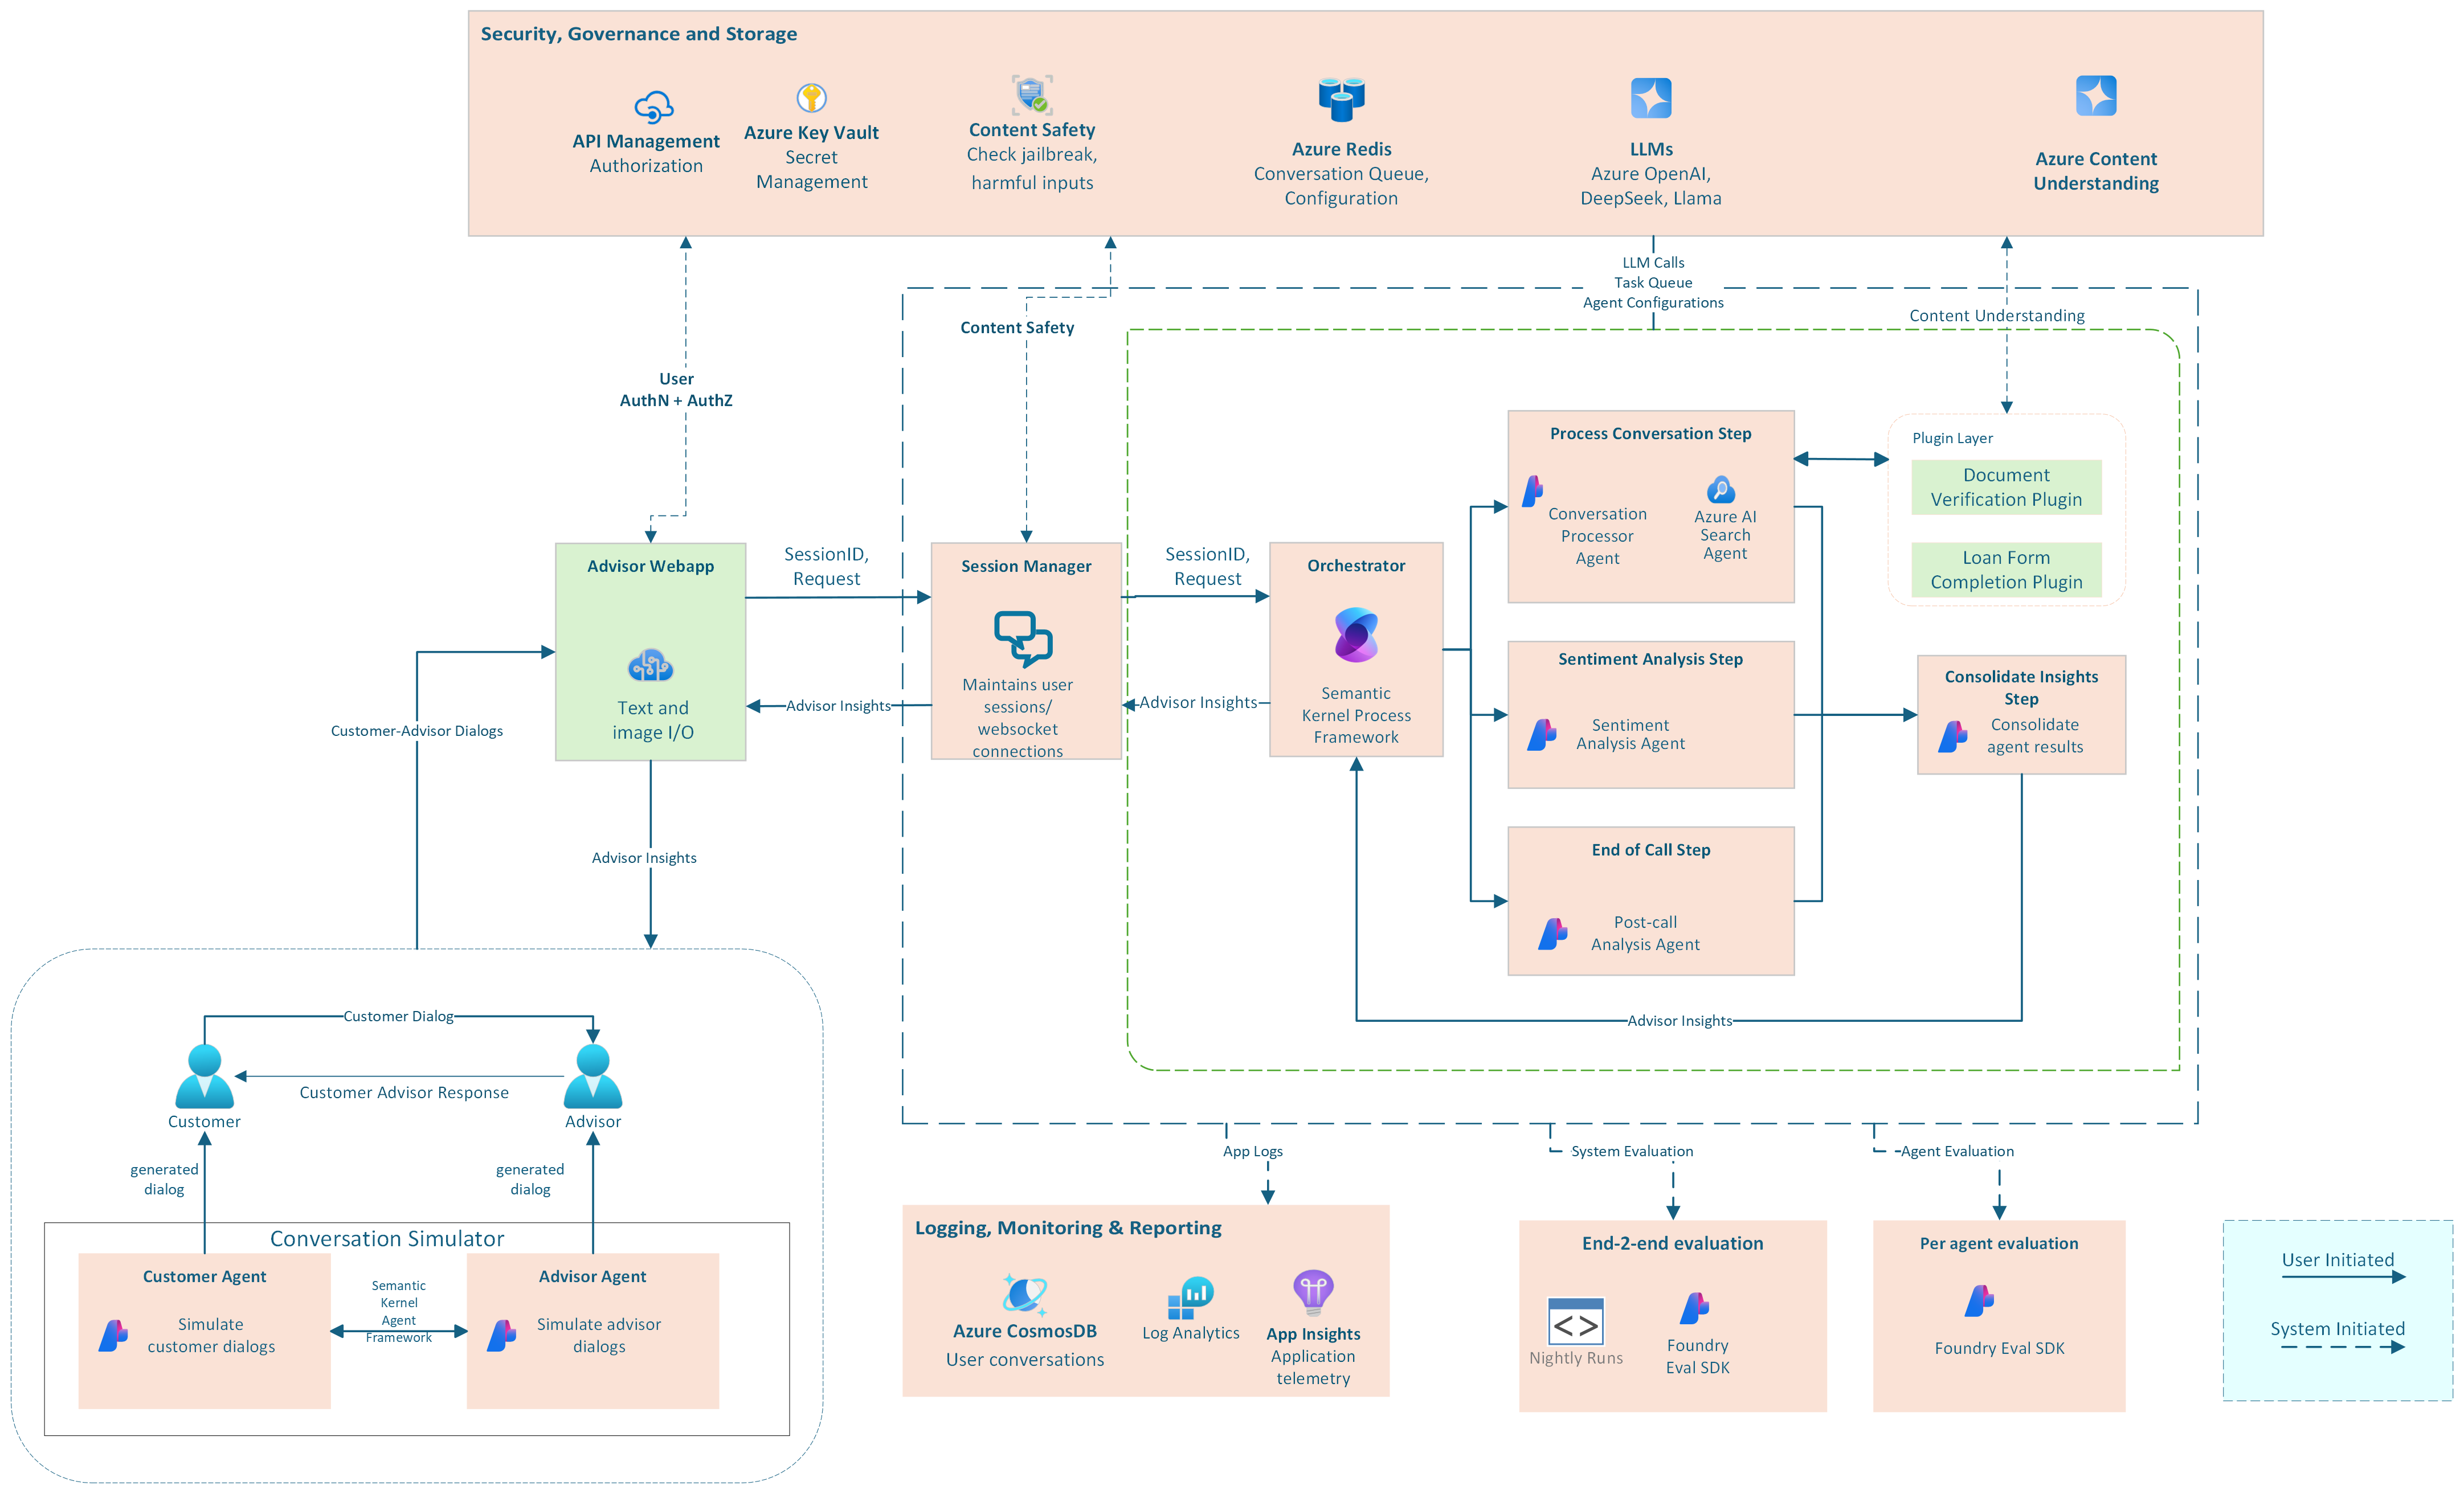 Security, Governance and Storage
API Management
Authorization
Azure Key Vault
Secret
Management
Content Safety
Check jailbreak,
harmful inputs
Azure Redis
Conversation Queue,
Configuration
LLMs
Azure OpenAI,
DeepSeek, Llama
Azure Content
Understanding
LLM Calls
Task Queue
Agent Configurations
Content Safety
Content Understanding
User
AuthN + AuthZ
Advisor Webapp
Text and
image I/O
SessionID,
Request
Advisor Insights
Session Manager
Maintains user
sessions/
websocket
connections
SessionID,
Request
Advisor Insights
Orchestrator
Semantic
Kernel Process
Framework
Process Conversation Step
Conversation
Processor
Agent
Azure AI
Search
Agent
Plugin Layer
Document
Verification Plugin
Loan Form
Completion Plugin
Sentiment Analysis Step
Sentiment
Analysis Agent
Consolidate Insights
Step
Consolidate
agent results
End of Call Step
Post-call
Analysis Agent
Advisor Insights
Customer-Advisor Dialogs
Advisor Insights
Customer Dialog
Customer Advisor Response
Customer
Advisor
generated
dialog
generated
dialog
Conversation Simulator
Customer Agent
Simulate
customer dialogs
Semantic
Kernel
Agent
Framework
Advisor Agent
Simulate advisor
dialogs
App Logs
System Evaluation
Agent Evaluation
Logging, Monitoring & Reporting
Azure CosmosDB
User conversations
Log Analytics
App Insights
Application
telemetry
End-2-end evaluation
<>
Nightly Runs
Foundry
Eval SDK
Per agent evaluation
Foundry Eval SDK
User Initiated
System Initiated